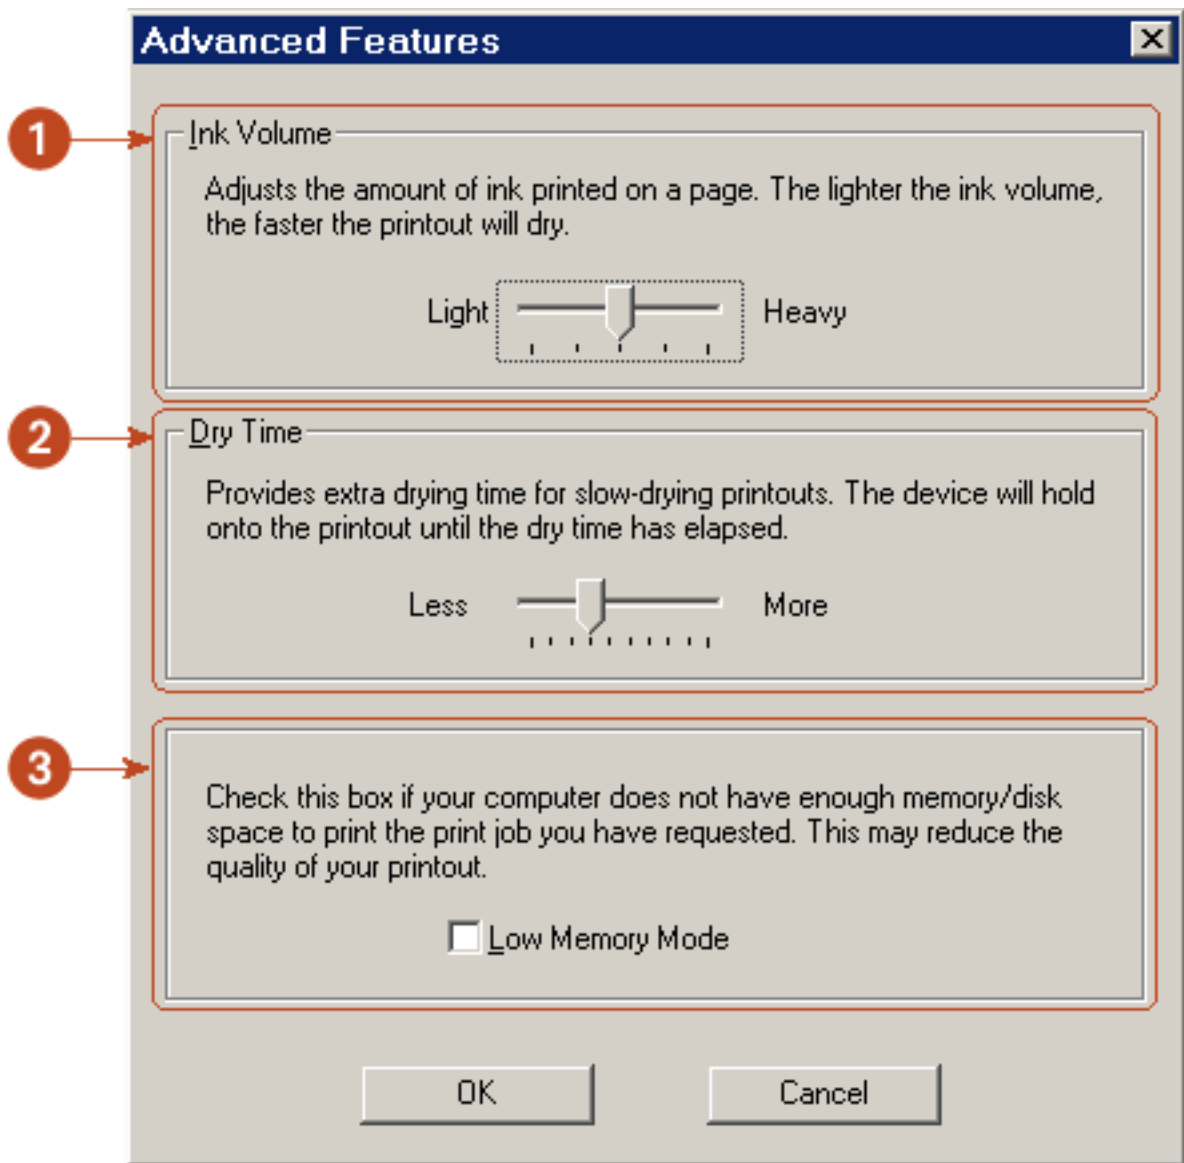 Advanced Features
1
Ink Volume
Adjusts the amount of ink printed on a page. The lighter the ink volume,
the faster the printout will dry.
Light Heavy
2
Dry Time
Provides extra drying time for slow-drying printouts. The device will hold
onto the printout until the dry time has elapsed.
Less More
3
Check this box if your computer does not have enough memory/disk
space to print the print job you have requested. This may reduce the
quality of your printout.
Low Memory Mode
OK Cancel